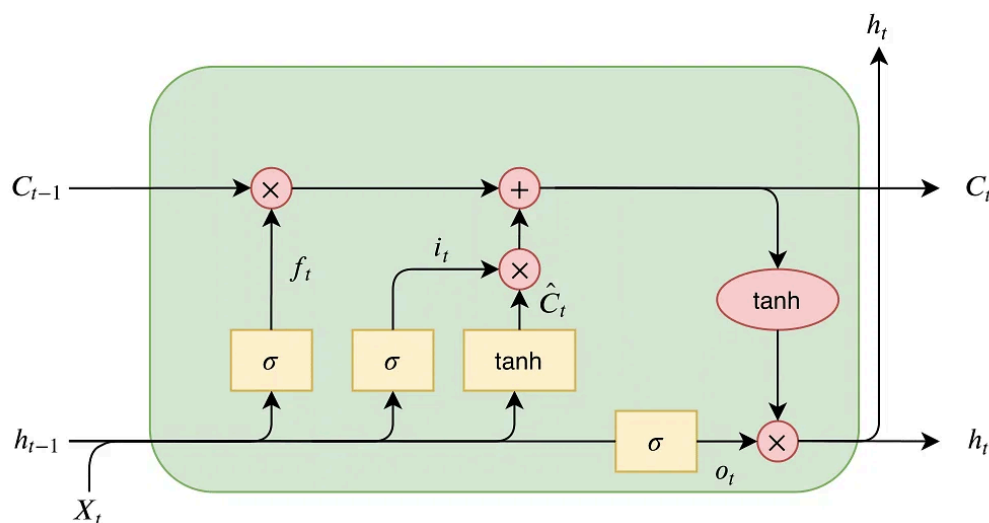 h_t
C_{t-1}
×
+
C_t
f_t
i_t
×
Ĉ_t
tanh
σ
σ
tanh
h_{t-1}
σ
×
h_t
o_t
X_t